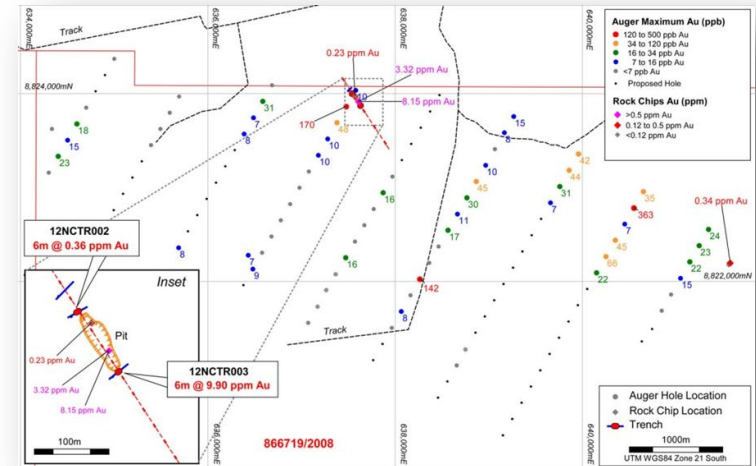 634,000mE
636,000mE
638,000mE
640,000mE
Track
8,824,000mN
0.23 ppm Au
3.32 ppm Au
10
8.15 ppm Au
170
48
31
7
8
10
10
18
15
23
15
8
10
42
44
45
31
16
30
7
11
17
35
363
7
45
66
22
0.34 ppm Au
24
23
22
15
8,822,000mN
8
7
9
16
142
8
Track
12NCTR002
6m @ 0.36 ppm Au
Inset
Pit
0.23 ppm Au
3.32 ppm Au
8.15 ppm Au
12NCTR003
6m @ 9.90 ppm Au
100m
636,000mE
866719/2008
638,000mE
640,000mE
Auger Maximum Au (ppb)
120 to 500 ppb Au
34 to 120 ppb Au
16 to 34 ppb Au
7 to 16 ppb Au
<7 ppb Au
Proposed Hole
Rock Chips Au (ppm)
>0.5 ppm Au
0.12 to 0.5 ppm Au
<0.12 ppm Au
Auger Hole Location
Rock Chip Location
Trench
1000m
UTM WGS84 Zone 21 South